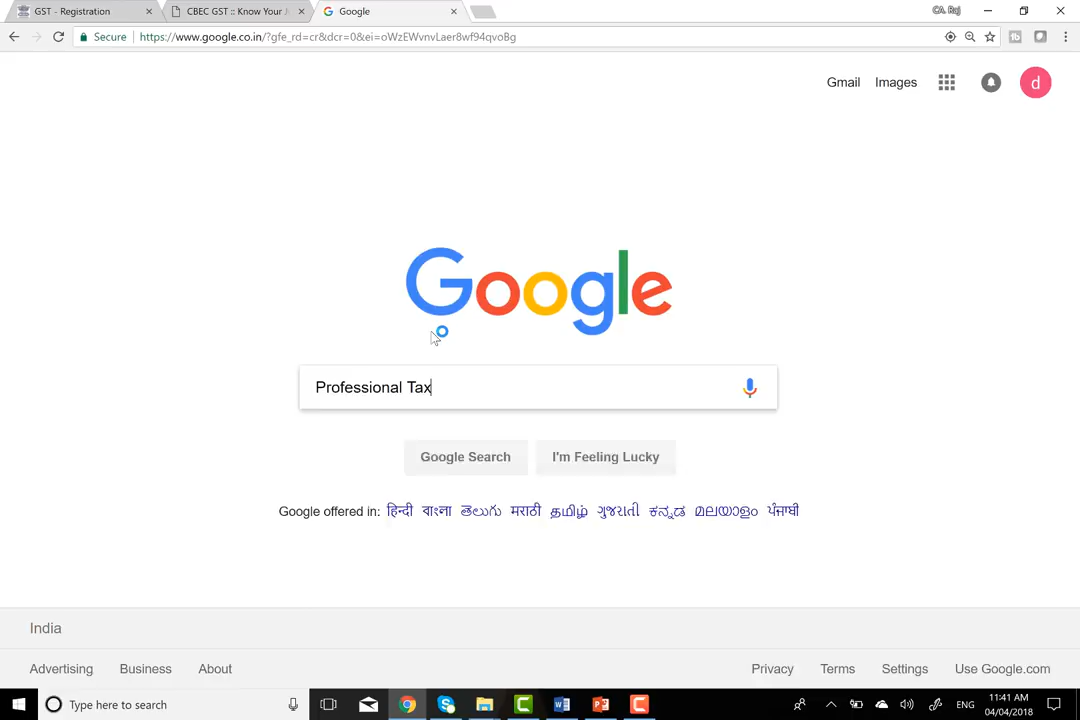 GST - Registration
CBEC GST :: Know Your J
Google
CA. Raj
Secure
https://www.google.co.in/?gfe_rd=cr&dcr=0&ei=oWzEWvnvLaer8wf94qvoBg
Gmail Images
d
Google
Professional Tax
Google Search I'm Feeling Lucky
Google offered in: हिन्दी বাংলা తెలుగు मराठी தமிழ் ગુજરાતી ಕನ್ನಡ മലയാളം ਪੰਜਾਬੀ
India
Advertising Business About Privacy Terms Settings Use Google.com
Type here to search
ENG
11:41 AM
04/04/2018